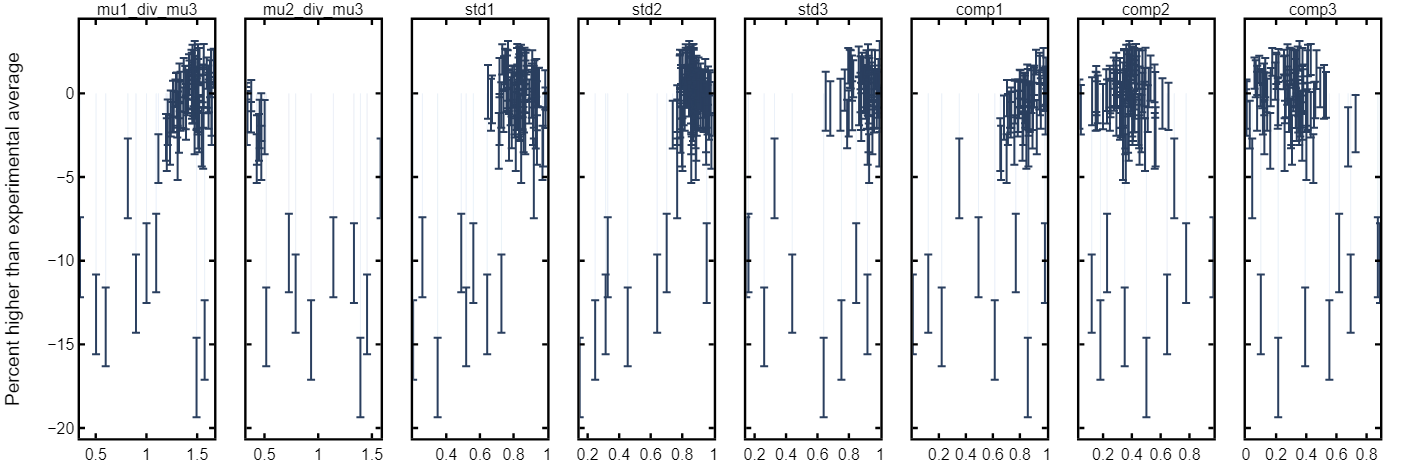 mu1_div_mu3 mu2_div_mu3 std1 std2 std3 comp1 comp2 comp3
Percent higher than experimental average
0
−5
−10
−15
−20
0.5 1 1.5 0.5 1 1.5 0.4 0.6 0.8 1 0.2 0.4 0.6 0.8 1 0.2 0.4 0.6 0.8 1 0.2 0.4 0.6 0.8 1 0.2 0.4 0.6 0.8 0 0.2 0.4 0.6 0.8